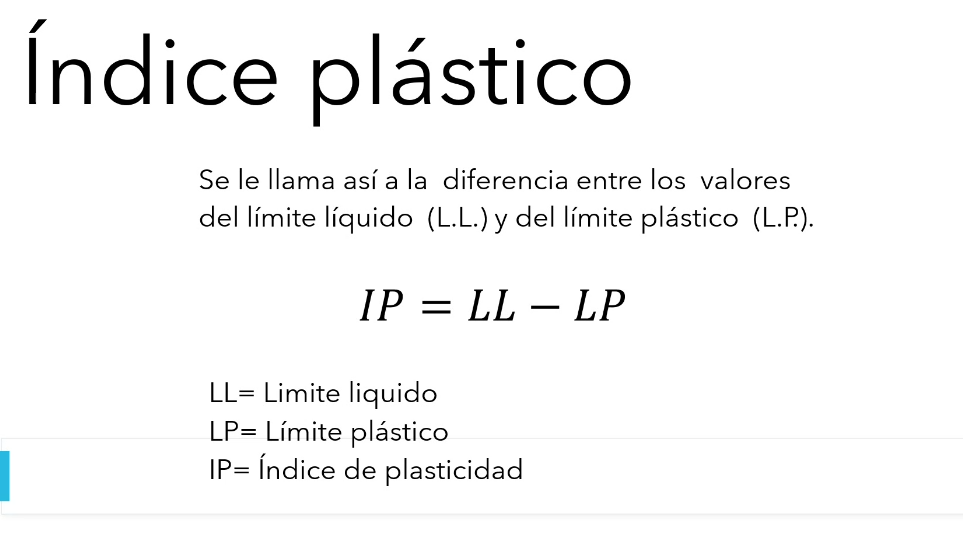 Índice plástico
Se le llama así a la diferencia entre los valores
del límite líquido (L.L.) y del límite plástico (L.P.).
IP = LL − LP
LL= Limite liquido
LP= Límite plástico
IP= Índice de plasticidad